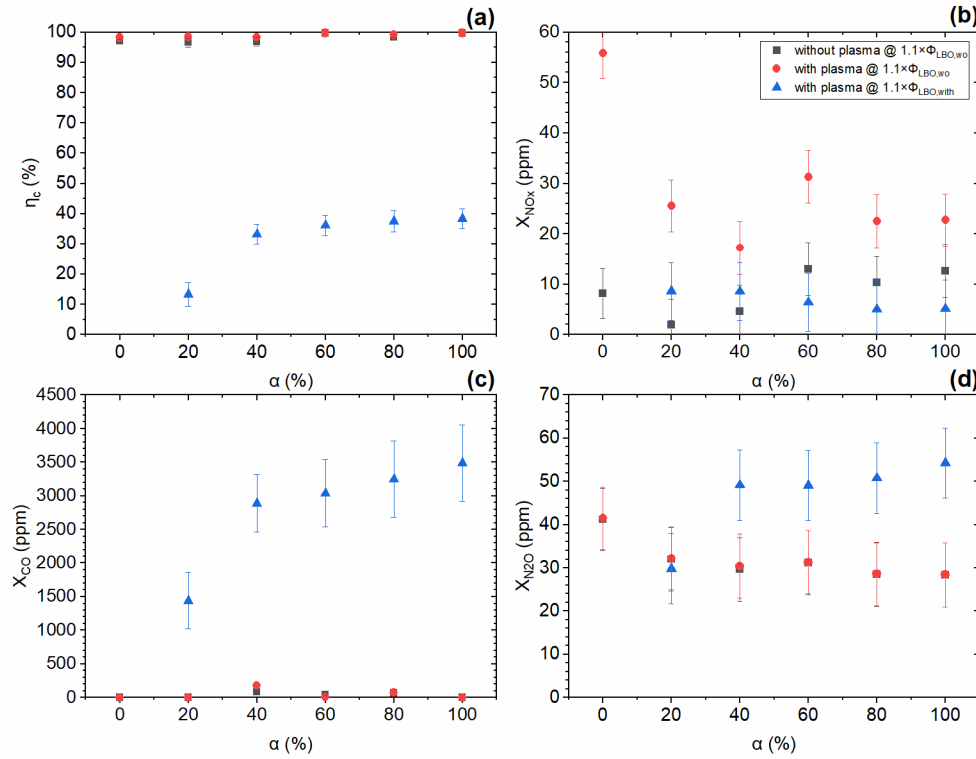 (a)
100
90
80
70
60
50
40
30
20
10
0
η_c (%)
0 20 40 60 80 100
α (%)
(b)
60
50
40
30
20
10
0
X_NOx (ppm)
without plasma @ 1.1×Φ_LBO,wo
with plasma @ 1.1×Φ_LBO,wo
with plasma @ 1.1×Φ_LBO,with
0 20 40 60 80 100
α (%)
(c)
4500
4000
3500
3000
2500
2000
1500
1000
500
0
X_CO (ppm)
0 20 40 60 80 100
α (%)
(d)
70
60
50
40
30
20
10
0
X_N2O (ppm)
0 20 40 60 80 100
α (%)